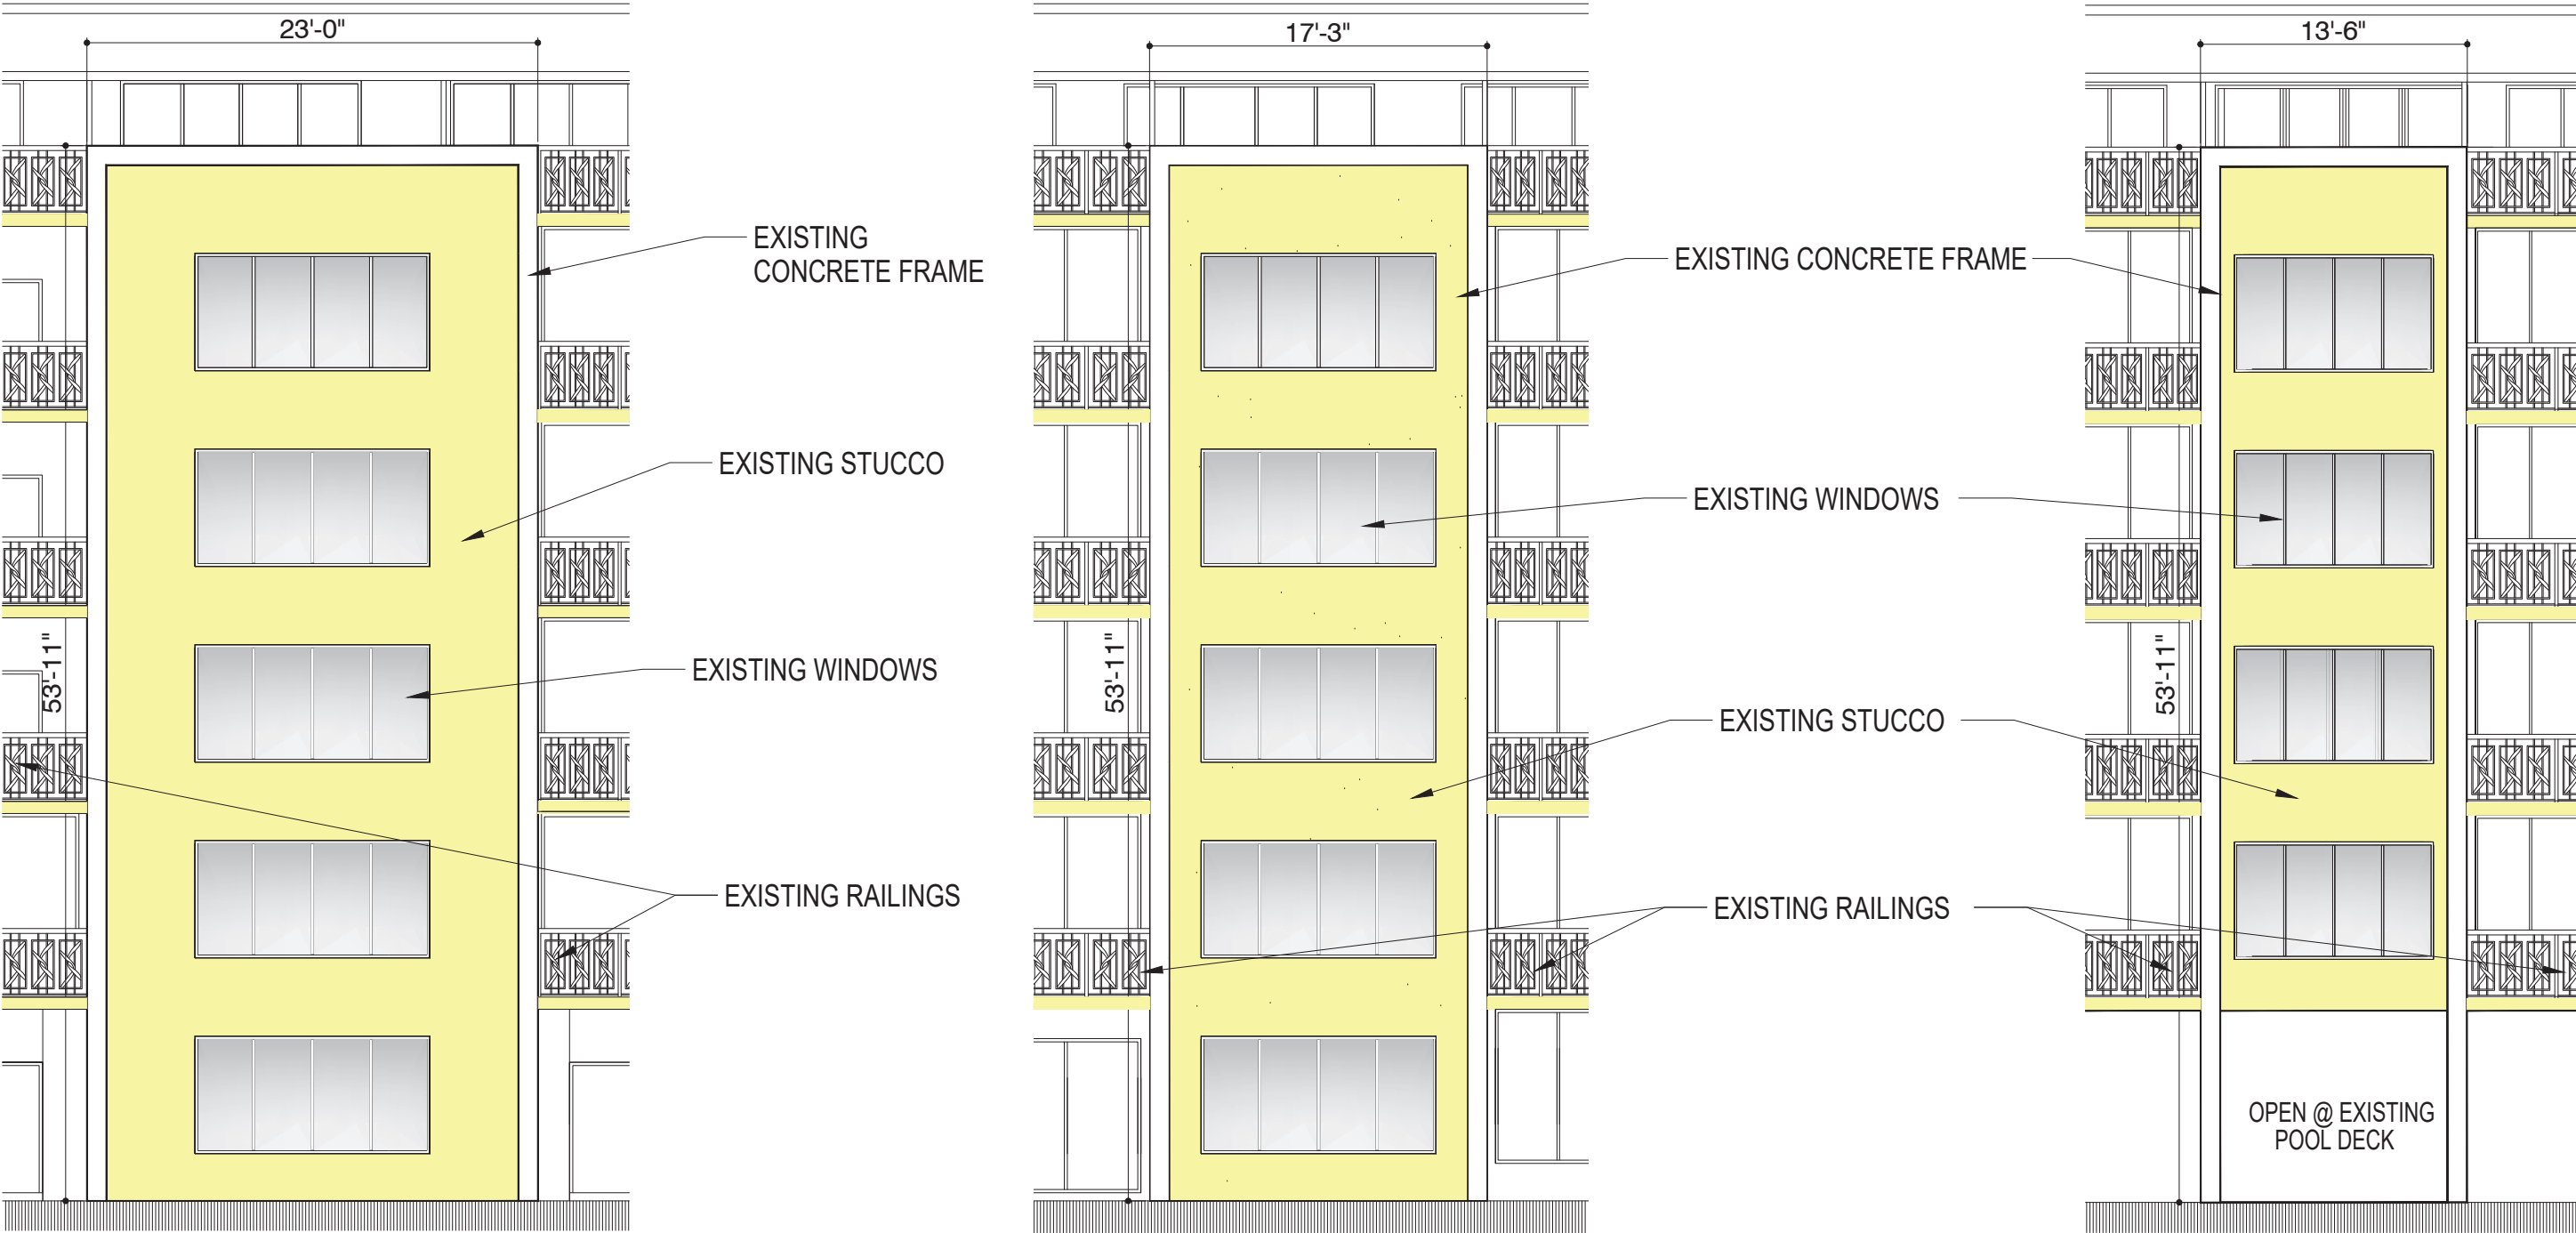 23'-0"
17'-3"
13'-6"
EXISTING
CONCRETE FRAME
EXISTING STUCCO
EXISTING WINDOWS
EXISTING RAILINGS
53'-11"
EXISTING CONCRETE FRAME
EXISTING WINDOWS
EXISTING STUCCO
EXISTING RAILINGS
53'-11"
53'-11"
OPEN @ EXISTING
POOL DECK